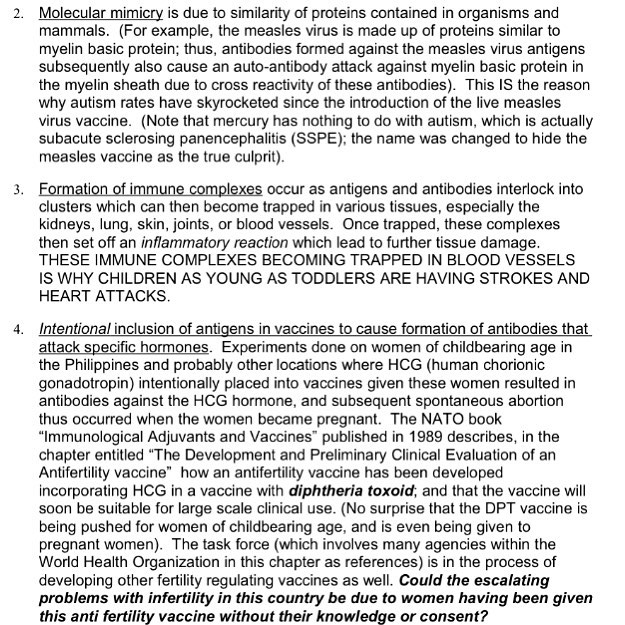 2. Molecular mimicry is due to similarity of proteins contained in organisms and
mammals. (For example, the measles virus is made up of proteins similar to
myelin basic protein; thus, antibodies formed against the measles virus antigens
subsequently also cause an auto-antibody attack against myelin basic protein in
the myelin sheath due to cross reactivity of these antibodies). This IS the reason
why autism rates have skyrocketed since the introduction of the live measles
virus vaccine. (Note that mercury has nothing to do with autism, which is actually
subacute sclerosing panencephalitis (SSPE); the name was changed to hide the
measles vaccine as the true culprit).
3. Formation of immune complexes occur as antigens and antibodies interlock into
clusters which can then become trapped in various tissues, especially the
kidneys, lung, skin, joints, or blood vessels. Once trapped, these complexes
then set off an inflammatory reaction which lead to further tissue damage.
THESE IMMUNE COMPLEXES BECOMING TRAPPED IN BLOOD VESSELS
IS WHY CHILDREN AS YOUNG AS TODDLERS ARE HAVING STROKES AND
HEART ATTACKS.
4. Intentional inclusion of antigens in vaccines to cause formation of antibodies that
attack specific hormones. Experiments done on women of childbearing age in
the Philippines and probably other locations where HCG (human chorionic
gonadotropin) intentionally placed into vaccines given these women resulted in
antibodies against the HCG hormone, and subsequent spontaneous abortion
thus occurred when the women became pregnant. The NATO book
"Immunological Adjuvants and Vaccines" published in 1989 describes, in the
chapter entitled "The Development and Preliminary Clinical Evaluation of an
Antifertility vaccine" how an antifertility vaccine has been developed
incorporating HCG in a vaccine with diphtheria toxoid; and that the vaccine will
soon be suitable for large scale clinical use. (No surprise that the DPT vaccine is
being pushed for women of childbearing age, and is even being given to
pregnant women). The task force (which involves many agencies within the
World Health Organization in this chapter as references) is in the process of
developing other fertility regulating vaccines as well. Could the escalating
problems with infertility in this country be due to women having been given
this anti fertility vaccine without their knowledge or consent?